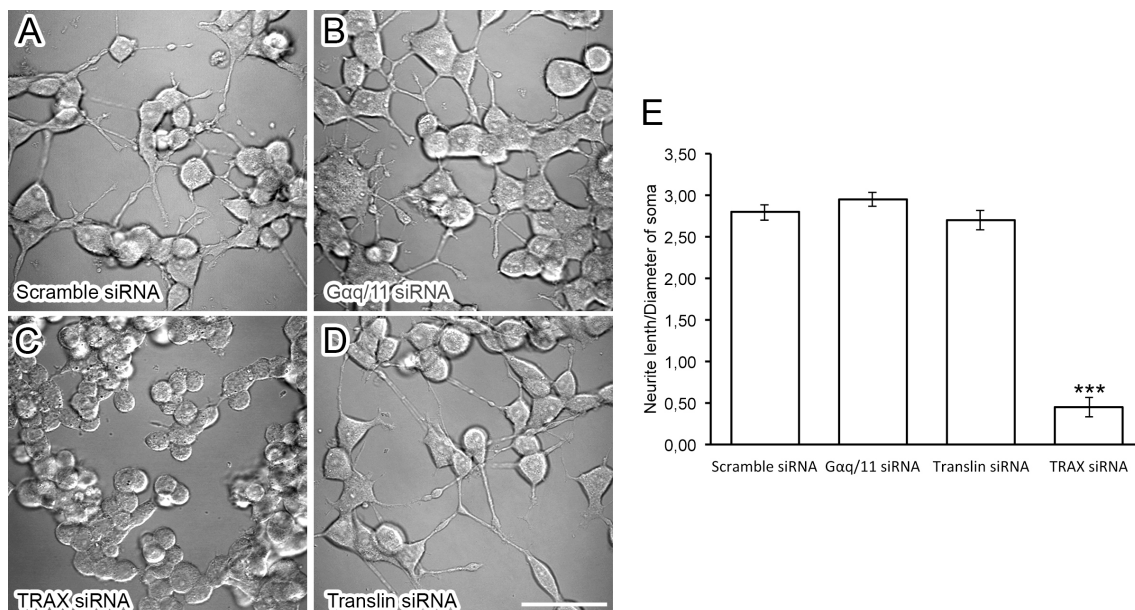 A
Scramble siRNA
B
Gαq/11 siRNA
C
TRAX siRNA
D
Translin siRNA
E
Neurite lenth/Diameter of soma
3,50
3,00
2,50
2,00
1,50
1,00
0,50
0,00
***
Scramble siRNA Gαq/11 siRNA Translin siRNA TRAX siRNA